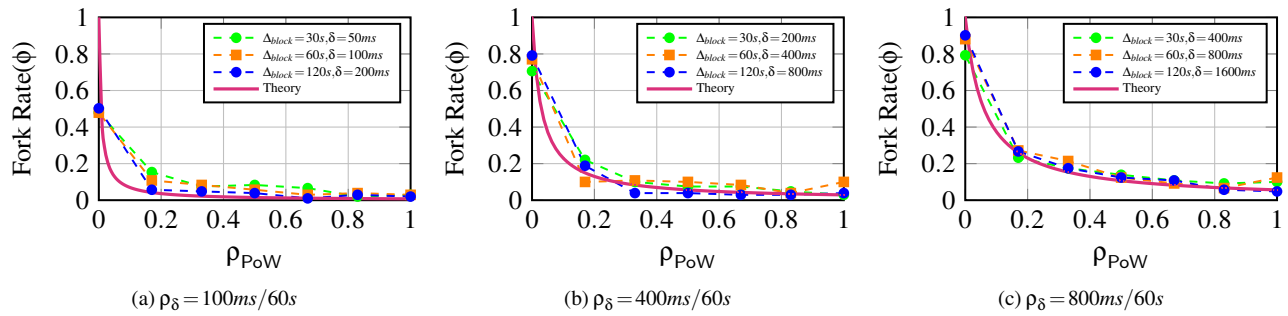 Fork Rate(ϕ)
1
0.8
0.6
0.4
0.2
0
0 0.2 0.4 0.6 0.8 1
ρPoW
Δblock=30s,δ=50ms
Δblock=60s,δ=100ms
Δblock=120s,δ=200ms
Theory
(a) ρδ=100ms/60s
Fork Rate(ϕ)
1
0.8
0.6
0.4
0.2
0
0 0.2 0.4 0.6 0.8 1
ρPoW
Δblock=30s,δ=200ms
Δblock=60s,δ=400ms
Δblock=120s,δ=800ms
Theory
(b) ρδ=400ms/60s
Fork Rate(ϕ)
1
0.8
0.6
0.4
0.2
0
0 0.2 0.4 0.6 0.8 1
ρPoW
Δblock=30s,δ=400ms
Δblock=60s,δ=800ms
Δblock=120s,δ=1600ms
Theory
(c) ρδ=800ms/60s